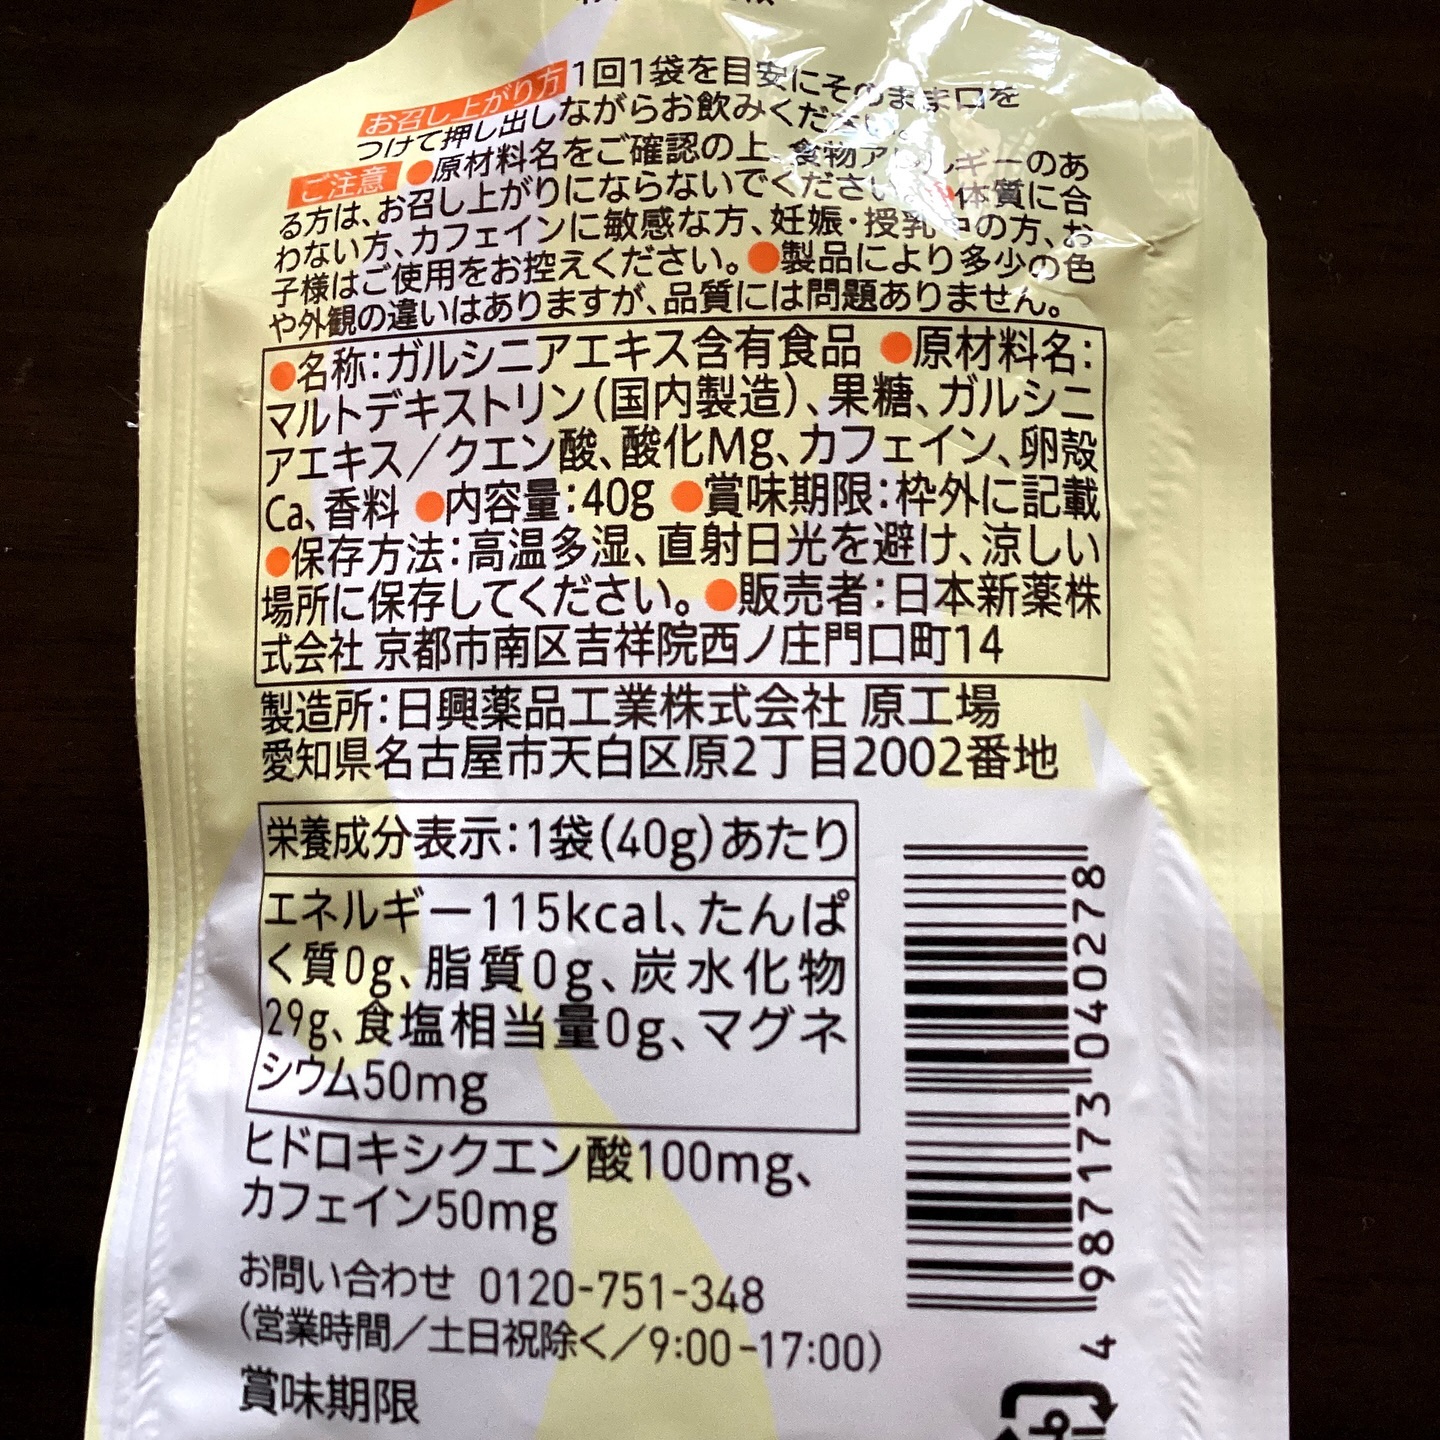 お召し上がり方 1回1袋を目安にそのまま口を
つけて押し出しながらお飲みください。
ご注意 ●原材料名をご確認の上、食物アレルギーのあ
る方は、お召し上がりにならないでください。●体質に合
わない方、カフェインに敏感な方、妊娠・授乳中の方、お
子様はご使用をお控えください。●製品により多少の色
や外観の違いはありますが、品質には問題ありません。
●名称:ガルシニアエキス含有食品 ●原材料名:
マルトデキストリン(国内製造)、果糖、ガルシニ
アエキス/クエン酸、酸化Mg、カフェイン、卵殻
Ca、香料 ●内容量:40g ●賞味期限:枠外に記載
●保存方法:高温多湿、直射日光を避け、涼しい
場所に保存してください。●販売者:日本新薬株
式会社 京都市南区吉祥院西ノ庄門口町14
製造所:日興薬品工業株式会社 原工場
愛知県名古屋市天白区原2丁目2002番地
栄養成分表示:1袋(40g)あたり
エネルギー115kcal、たんぱ
く質0g、脂質0g、炭水化物
29g、食塩相当量0g、マグネ
シウム50mg
ヒドロキシクエン酸100mg、
カフェイン50mg
お問い合わせ 0120-751-348
(営業時間/土日祝除く/9:00-17:00)
賞味期限
4 987173 040278